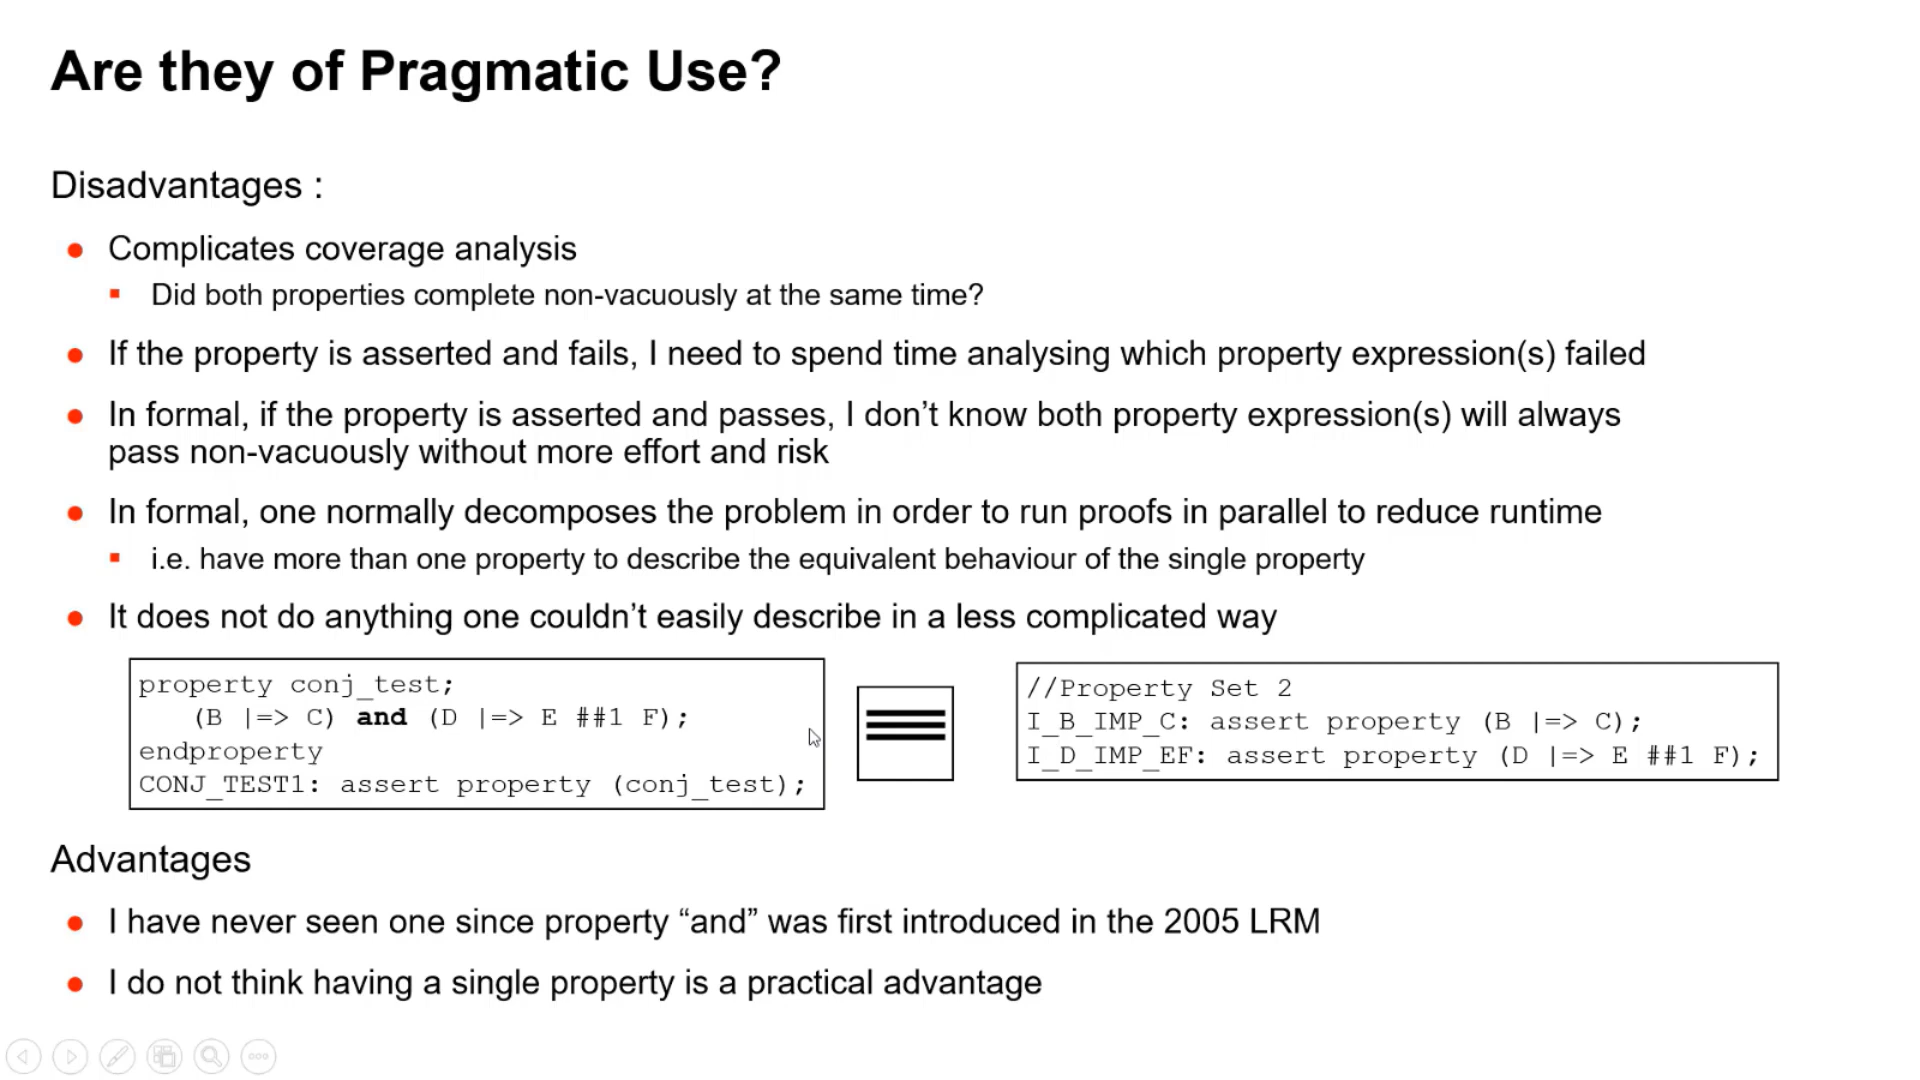 Are they of Pragmatic Use?
Disadvantages :
Complicates coverage analysis
Did both properties complete non-vacuously at the same time?
If the property is asserted and fails, I need to spend time analysing which property expression(s) failed
In formal, if the property is asserted and passes, I don’t know both property expression(s) will always
pass non-vacuously without more effort and risk
In formal, one normally decomposes the problem in order to run proofs in parallel to reduce runtime
i.e. have more than one property to describe the equivalent behaviour of the single property
It does not do anything one couldn’t easily describe in a less complicated way
property conj_test;
(B |=> C) and (D |=> E ##1 F);
endproperty
CONJ_TEST1: assert property (conj_test);
//Property Set 2
I_B_IMP_C: assert property (B |=> C);
I_D_IMP_EF: assert property (D |=> E ##1 F);
Advantages
I have never seen one since property “and” was first introduced in the 2005 LRM
I do not think having a single property is a practical advantage